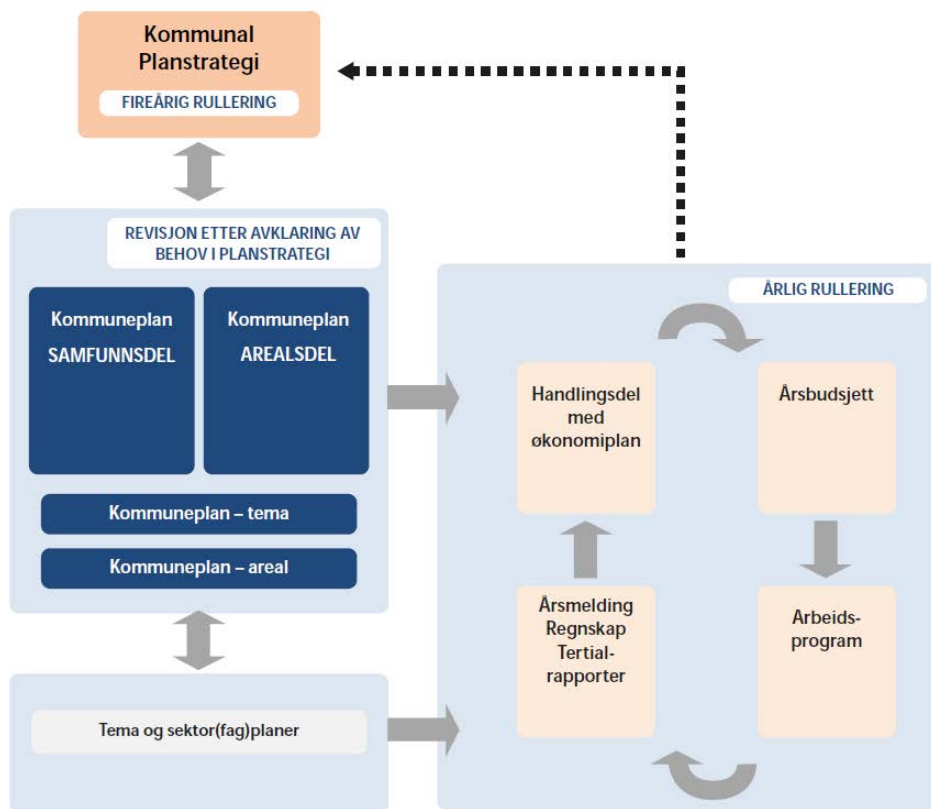 Kommunal
Planstrategi
FIREÅRIG RULLERING
REVISJON ETTER AVKLARING AV
BEHOV I PLANSTRATEGI
Kommuneplan
SAMFUNNSDEL
Kommuneplan
AREALSDEL
Kommuneplan – tema
Kommuneplan – areal
Tema og sektor(fag)planer
ÅRLIG RULLERING
Handlingsdel
med
økonomiplan
Årsbudsjett
Årsmelding
Regnskap
Tertial-
rapporter
Arbeids-
program